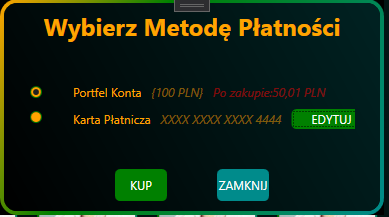 Wybierz Metodę Płatności
Portfel Konta {100 PLN} Po zakupie:50,01 PLN
Karta Płatnicza XXXX XXXX XXXX 4444 EDYTUJ
KUP ZAMKNIJ